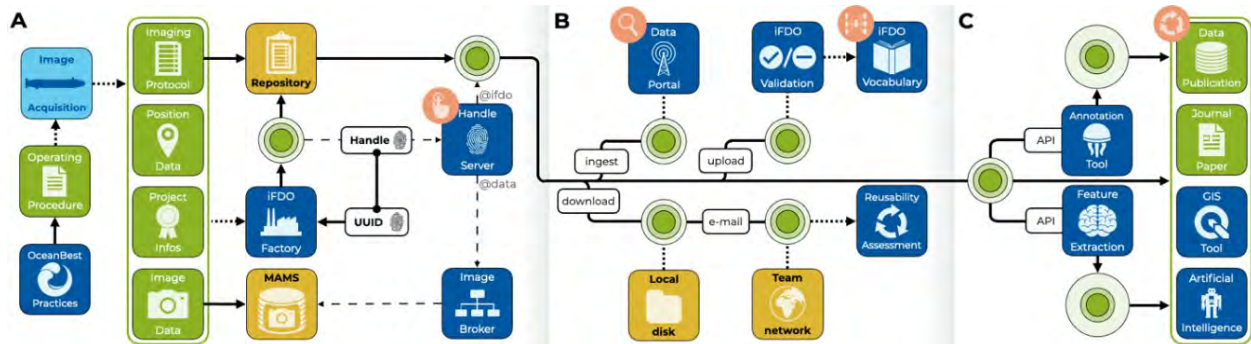 A
Image
Acquisition
Operating
Procedure
OceanBest
Practices
Imaging
Protocol
Position
Data
Project
Infos
Image
Data
Repository
iFDO
Factory
MAMS
Handle
UUID
@ifdo
Handle
Server
@data
Image
Broker
B
Data
Portal
iFDO
Validation
iFDO
Vocabulary
ingest
upload
download
e-mail
Reusability
Assessment
Local
disk
Team
network
C
API
Annotation
Tool
API
Feature
Extraction
Data
Publication
Journal
Paper
GIS
Tool
Artificial
Intelligence